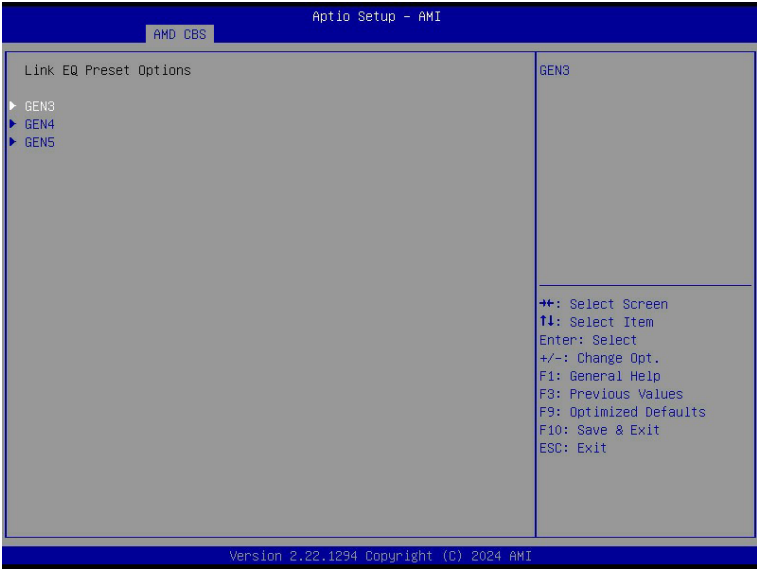 Aptio Setup – AMI
AMD CBS
Link EQ Preset Options
GEN3
GEN4
GEN5
GEN3
→←: Select Screen
↑↓: Select Item
Enter: Select
+/-: Change Opt.
F1: General Help
F3: Previous Values
F9: Optimized Defaults
F10: Save & Exit
ESC: Exit
Version 2.22.1294 Copyright (C) 2024 AMI